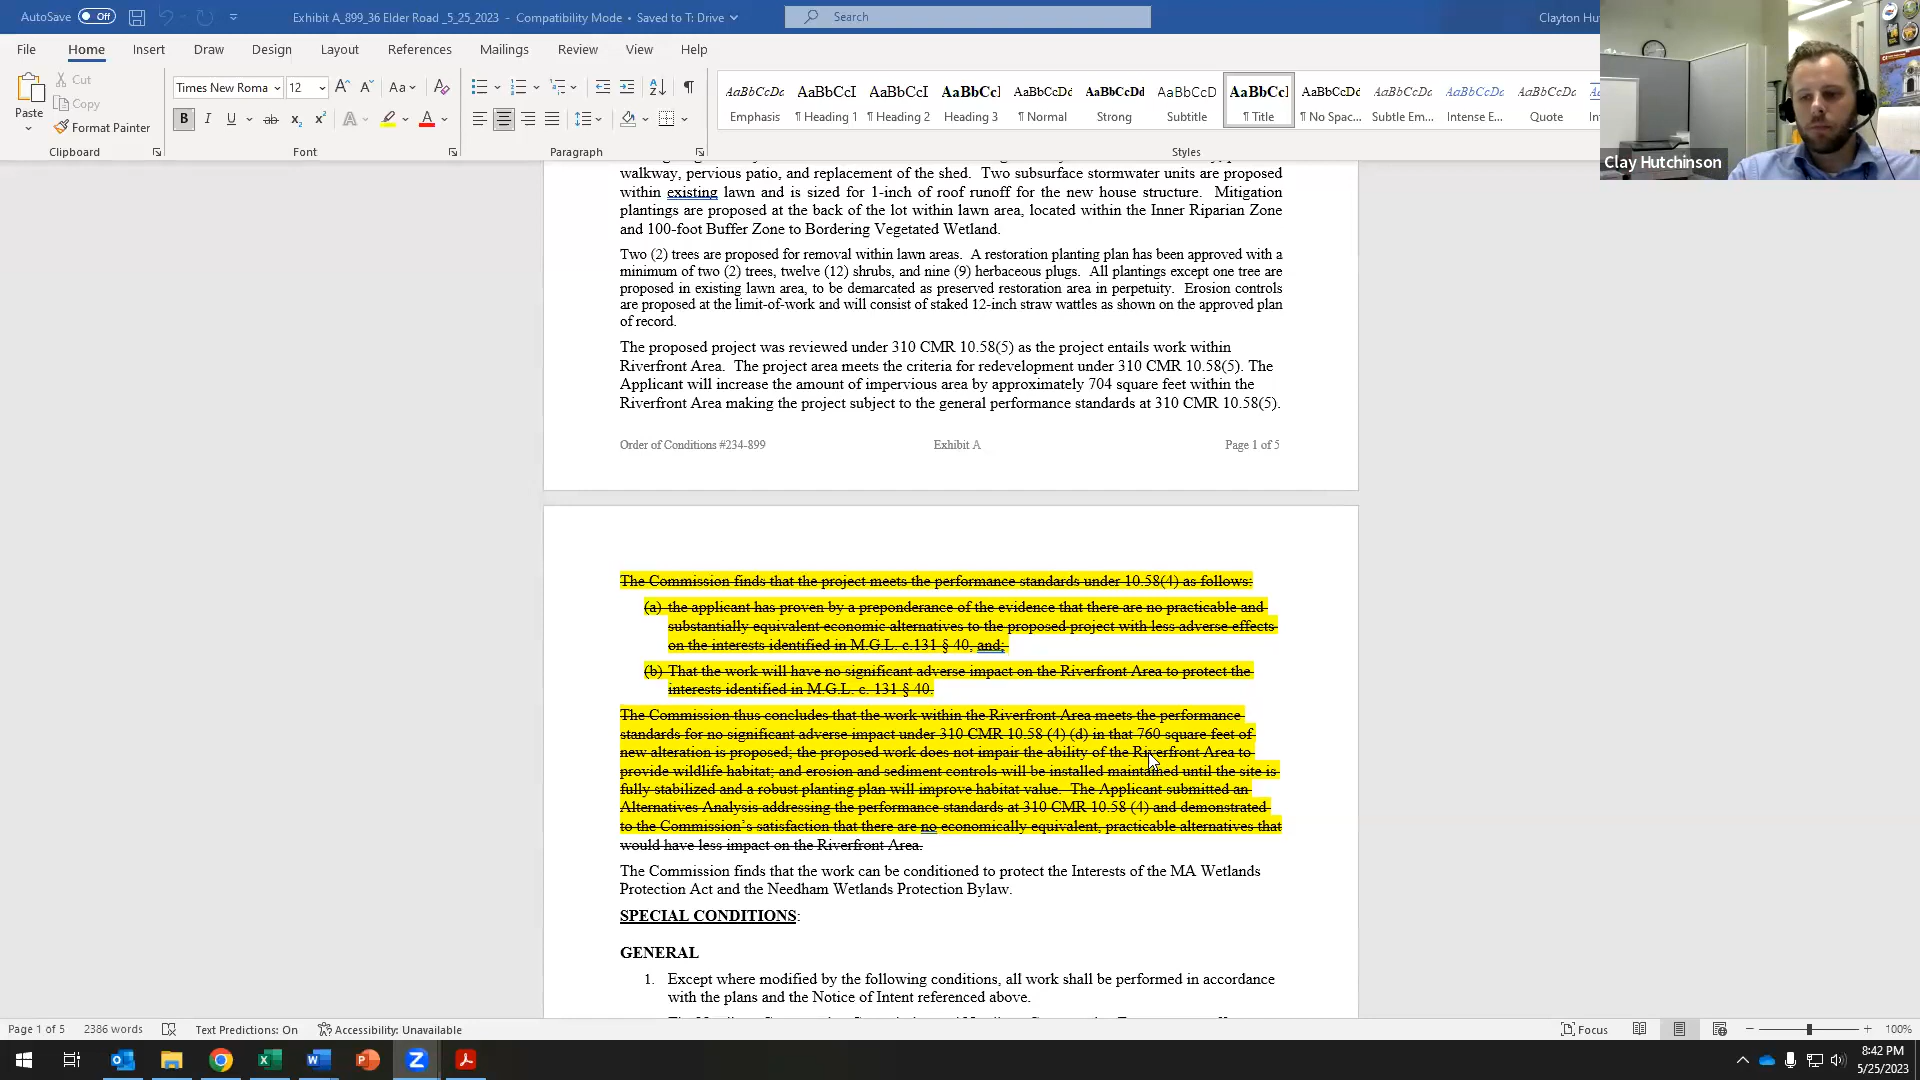 AutoSave Off Exhibit A_899_36 Elder Road _5_25_2023 - Compatibility Mode • Saved to T: Drive Search Clayton Hu
File Home Insert Draw Design Layout References Mailings Review View Help
Paste Cut Copy Format Painter
Times New Roma 12
AaBbCcDc AaBbCcI AaBbCcI AaBbCcl AaBbCcDd AaBbCcDd AaBbCcD AaBbCcl AaBbCcDd AaBbCcDd AaBbCcDd AaBbCcDd
Emphasis ¶ Heading 1 ¶ Heading 2 Heading 3 ¶ Normal Strong Subtitle ¶ Title ¶ No Spac... Subtle Em... Intense E... Quote
Clipboard Font Paragraph Styles
Clay Hutchinson
walkway, pervious patio, and replacement of the shed. Two subsurface stormwater units are proposed
within existing lawn and is sized for 1-inch of roof runoff for the new house structure. Mitigation
plantings are proposed at the back of the lot within lawn area, located within the Inner Riparian Zone
and 100-foot Buffer Zone to Bordering Vegetated Wetland.
Two (2) trees are proposed for removal within lawn areas. A restoration planting plan has been approved with a
minimum of two (2) trees, twelve (12) shrubs, and nine (9) herbaceous plugs. All plantings except one tree are
proposed in existing lawn area, to be demarcated as preserved restoration area in perpetuity. Erosion controls
are proposed at the limit-of-work and will consist of staked 12-inch straw wattles as shown on the approved plan
of record.
The proposed project was reviewed under 310 CMR 10.58(5) as the project entails work within
Riverfront Area. The project area meets the criteria for redevelopment under 310 CMR 10.58(5). The
Applicant will increase the amount of impervious area by approximately 704 square feet within the
Riverfront Area making the project subject to the general performance standards at 310 CMR 10.58(5).
Order of Conditions #234-899 Exhibit A Page 1 of 5
The Commission finds that the project meets the performance standards under 10.58(4) as follows:
(a) the applicant has proven by a preponderance of the evidence that there are no practicable and
substantially equivalent economic alternatives to the proposed project with less adverse effects
on the interests identified in M.G.L. c.131 § 40, and;
(b) That the work will have no significant adverse impact on the Riverfront Area to protect the
interests identified in M.G.L. c. 131 § 40.
The Commission thus concludes that the work within the Riverfront Area meets the performance
standards for no significant adverse impact under 310 CMR 10.58 (4) (d) in that 760 square feet of
new alteration is proposed; the proposed work does not impair the ability of the Riverfront Area to
provide wildlife habitat; and erosion and sediment controls will be installed maintained until the site is
fully stabilized and a robust planting plan will improve habitat value. The Applicant submitted an
Alternatives Analysis addressing the performance standards at 310 CMR 10.58 (4) and demonstrated
to the Commission's satisfaction that there are no economically equivalent, practicable alternatives that
would have less impact on the Riverfront Area.
The Commission finds that the work can be conditioned to protect the Interests of the MA Wetlands
Protection Act and the Needham Wetlands Protection Bylaw.
SPECIAL CONDITIONS:
GENERAL
1. Except where modified by the following conditions, all work shall be performed in accordance
with the plans and the Notice of Intent referenced above.
Page 1 of 5 2386 words Text Predictions: On Accessibility: Unavailable Focus 100%
8:42 PM
5/25/2023